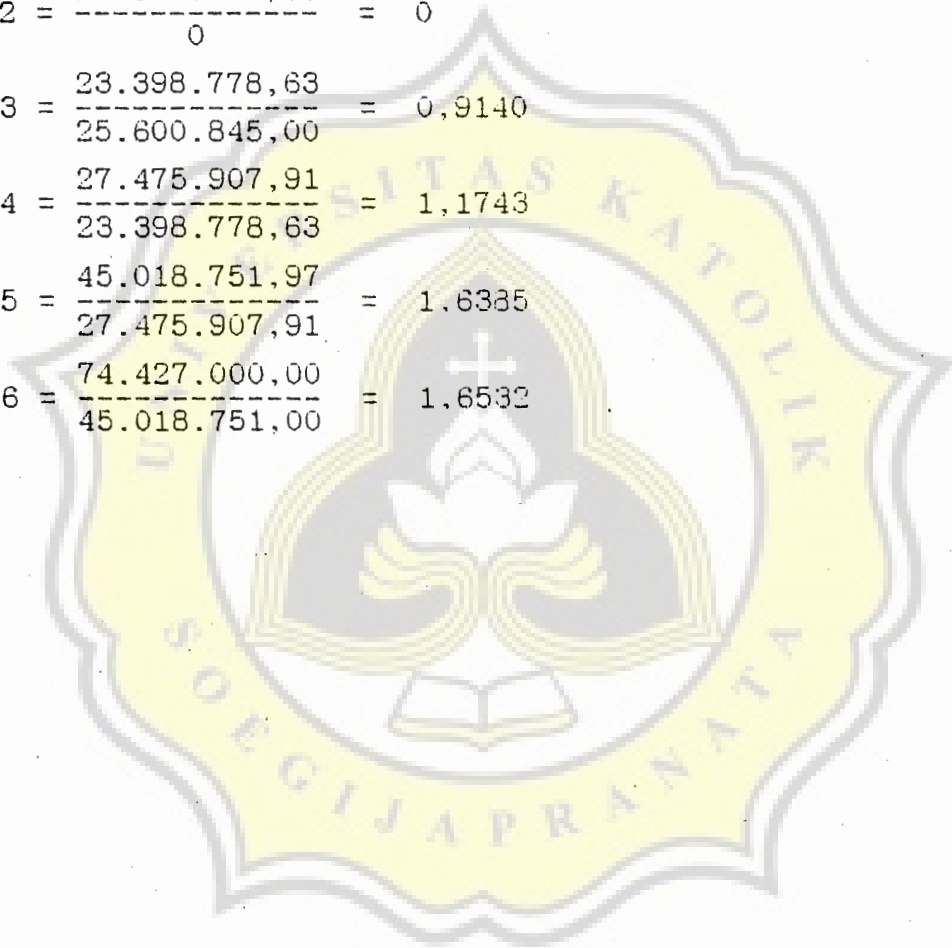 2 = ------------- = 0
0
23.398.778,63
3 = ------------- = 0,9140
25.600.845,00
27.475.907,91
4 = ------------- = 1,1743
23.398.778,63
45.018.751,97
5 = ------------- = 1,6385
27.475.907,91
74.427.000,00
6 = ------------- = 1,6532
45.018.751,00
UNIVERSITAS KATOLIK
SOEGIJAPRANATA